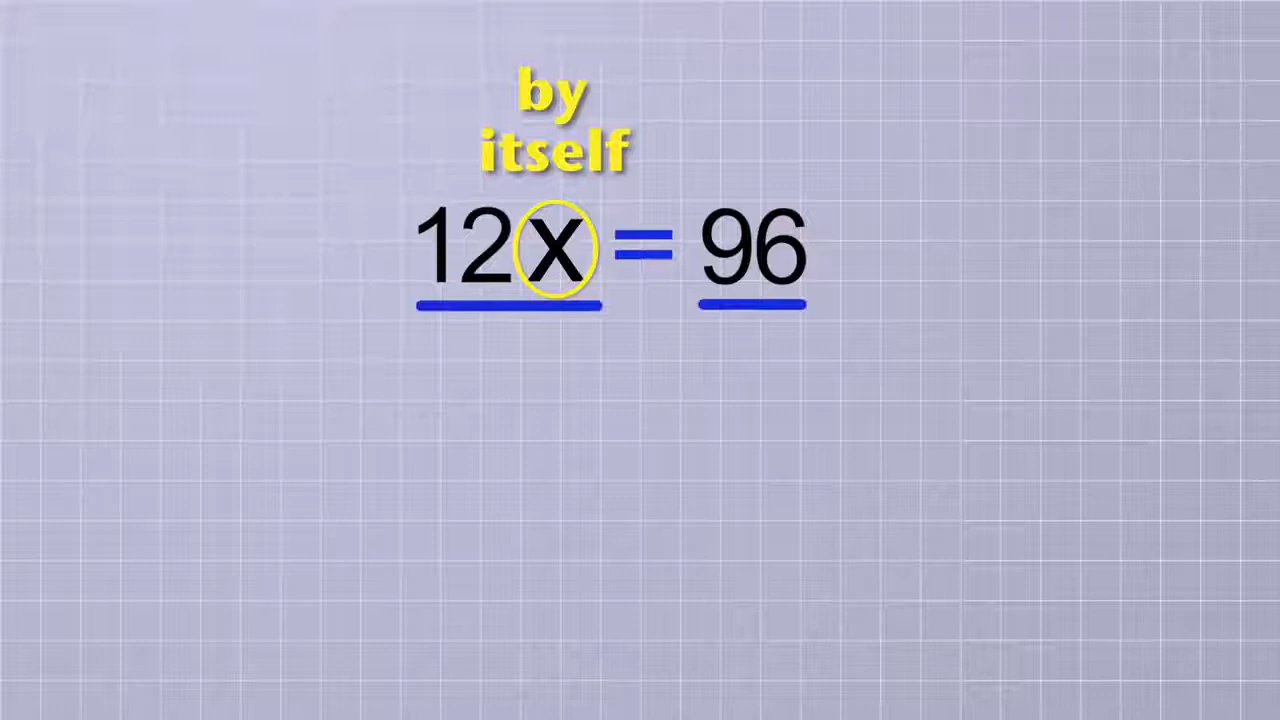 by
itself
12x = 96